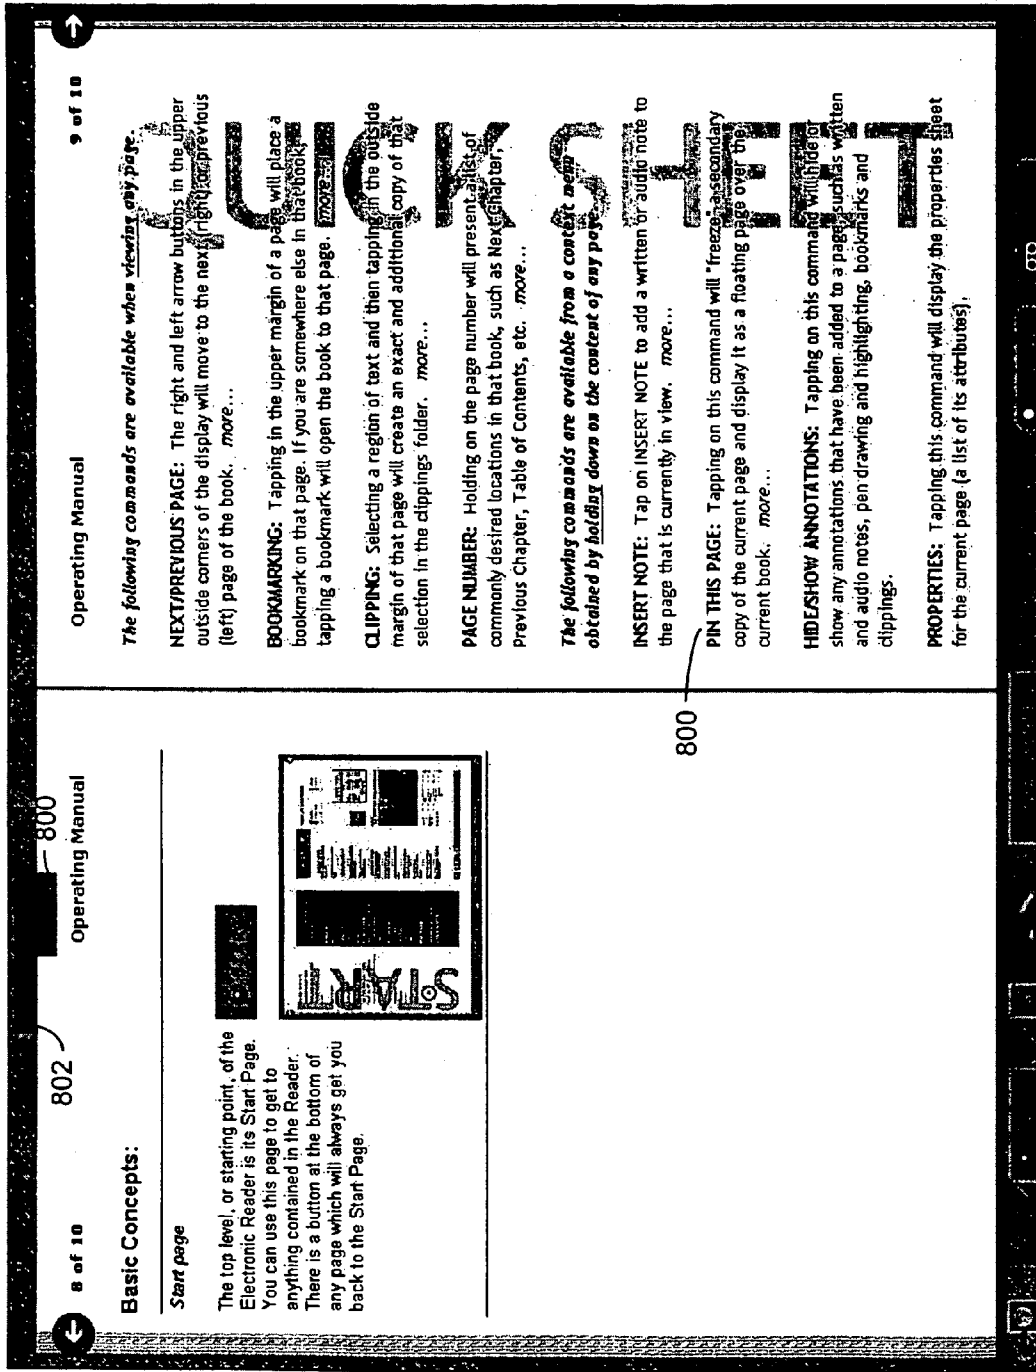 8 of 10
802
800
Operating Manual
Basic Concepts:
Start page
The top level, or starting point, of the
Electronic Reader is its Start Page.
You can use this page to get to
anything contained in the Reader.
There is a button at the bottom of
any page which will always get you
back to the Start Page.
START
Operating Manual
9 of 10
QUICK SHEET
The following commands are available when viewing any page.
NEXT/PREVIOUS PAGE: The right and left arrow buttons in the upper
outside corners of the display will move to the next (right) or previous
(left) page of the book. more...
BOOKMARKING: Tapping in the upper margin of a page will place a
bookmark on that page. If you are somewhere else in that book,
tapping a bookmark will open the book to that page. more...
CLIPPING: Selecting a region of text and then tapping in the outside
margin of that page will create an exact and additional copy of that
selection in the clippings folder. more...
PAGE NUMBER: Holding on the page number will present a list of
commonly desired locations in that book, such as Next Chapter,
Previous Chapter, Table of Contents, etc. more...
The following commands are available from a context menu
obtained by holding down on the content of any page.
INSERT NOTE: Tap on INSERT NOTE to add a written or audio note to
the page that is currently in view. more...
800
PIN THIS PAGE: Tapping on this command will "freeze" a secondary
copy of the current page and display it as a floating page over the
current book. more...
HIDE/SHOW ANNOTATIONS: Tapping on this command will hide or
show any annotations that have been added to a page, such as written
and audio notes, pen drawing and highlighting, bookmarks and
clippings.
PROPERTIES: Tapping this command will display the properties sheet
for the current page (a list of its attributes).